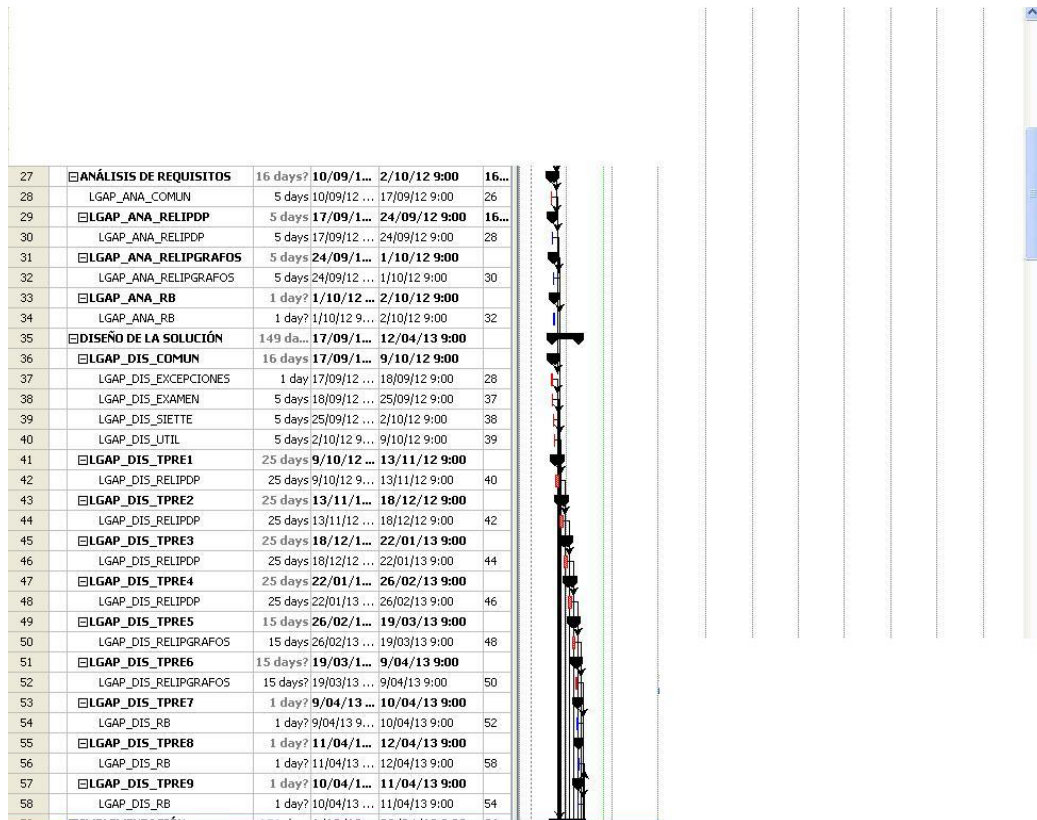 27 ANÁLISIS DE REQUISITOS 16 days? 10/09/1... 2/10/12 9:00 16...
28 LGAP_ANA_COMUN 5 days 10/09/12 ... 17/09/12 9:00 26
29 LGAP_ANA_RELIPDP 5 days 17/09/1... 24/09/12 9:00 16...
30 LGAP_ANA_RELIPDP 5 days 17/09/12 ... 24/09/12 9:00 28
31 LGAP_ANA_RELIPGRAFOS 5 days 24/09/1... 1/10/12 9:00
32 LGAP_ANA_RELIPGRAFOS 5 days 24/09/12 ... 1/10/12 9:00 30
33 LGAP_ANA_RB 1 day? 1/10/12 ... 2/10/12 9:00
34 LGAP_ANA_RB 1 day? 1/10/12 9... 2/10/12 9:00 32
35 DISEÑO DE LA SOLUCIÓN 149 da... 17/09/1... 12/04/13 9:00
36 LGAP_DIS_COMUN 16 days 17/09/1... 9/10/12 9:00
37 LGAP_DIS_EXCEPCIONES 1 day 17/09/12 ... 18/09/12 9:00 28
38 LGAP_DIS_EXAMEN 5 days 18/09/12 ... 25/09/12 9:00 37
39 LGAP_DIS_SIETTE 5 days 25/09/12 ... 2/10/12 9:00 38
40 LGAP_DIS_UTIL 5 days 2/10/12 9... 9/10/12 9:00 39
41 LGAP_DIS_TPRE1 25 days 9/10/12 ... 13/11/12 9:00
42 LGAP_DIS_RELIPDP 25 days 9/10/12 9... 13/11/12 9:00 40
43 LGAP_DIS_TPRE2 25 days 13/11/1... 18/12/12 9:00
44 LGAP_DIS_RELIPDP 25 days 13/11/12 ... 18/12/12 9:00 42
45 LGAP_DIS_TPRE3 25 days 18/12/1... 22/01/13 9:00
46 LGAP_DIS_RELIPDP 25 days 18/12/12 ... 22/01/13 9:00 44
47 LGAP_DIS_TPRE4 25 days 22/01/1... 26/02/13 9:00
48 LGAP_DIS_RELIPDP 25 days 22/01/13 ... 26/02/13 9:00 46
49 LGAP_DIS_TPRE5 15 days 26/02/1... 19/03/13 9:00
50 LGAP_DIS_RELIPGRAFOS 15 days 26/02/13 ... 19/03/13 9:00 48
51 LGAP_DIS_TPRE6 15 days? 19/03/1... 9/04/13 9:00
52 LGAP_DIS_RELIPGRAFOS 15 days? 19/03/13 ... 9/04/13 9:00 50
53 LGAP_DIS_TPRE7 1 day? 9/04/13 ... 10/04/13 9:00
54 LGAP_DIS_RB 1 day? 9/04/13 9... 10/04/13 9:00 52
55 LGAP_DIS_TPRE8 1 day? 11/04/1... 12/04/13 9:00
56 LGAP_DIS_RB 1 day? 11/04/13 ... 12/04/13 9:00 58
57 LGAP_DIS_TPRE9 1 day? 10/04/1... 11/04/13 9:00
58 LGAP_DIS_RB 1 day? 10/04/13 ... 11/04/13 9:00 54